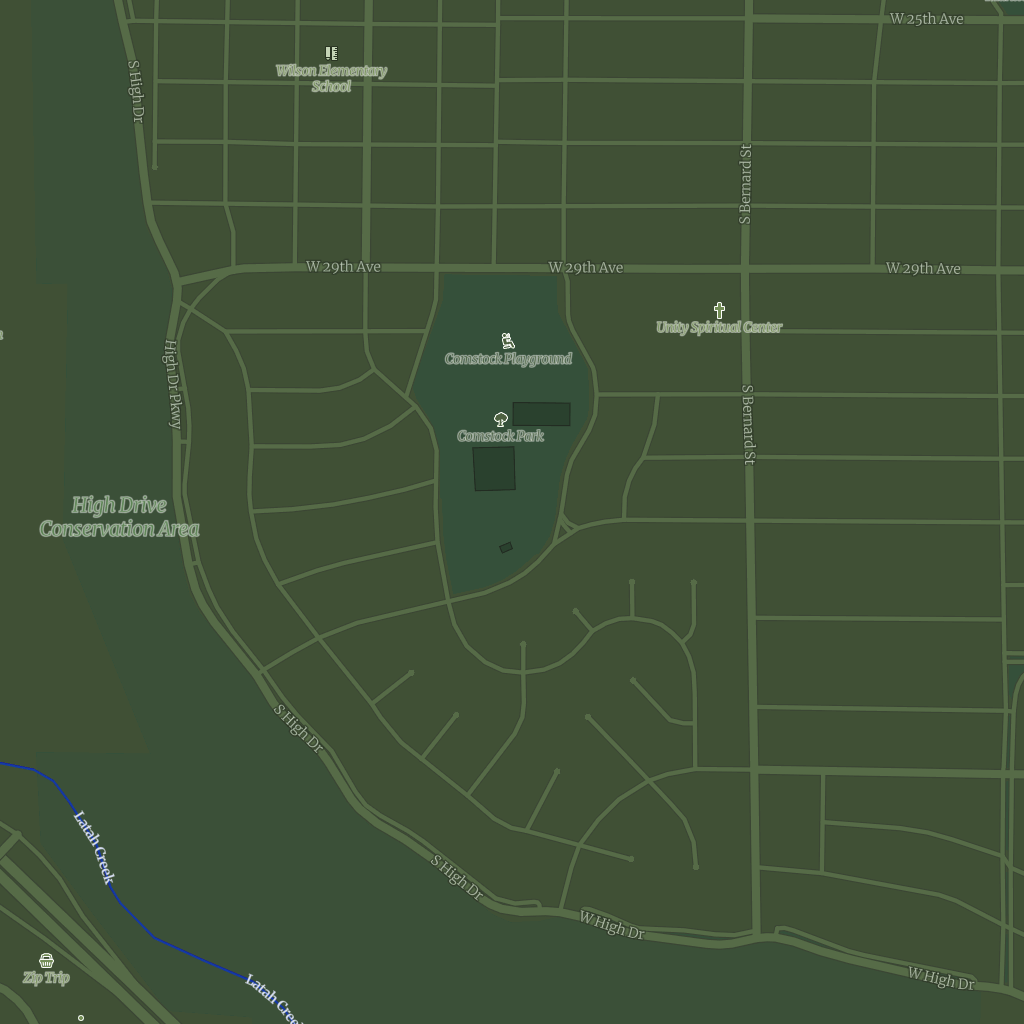 W 25th Ave
S High Dr
Wilson Elementary
School
S Bernard St
W 29th Ave
W 29th Ave
W 29th Ave
Unity Spiritual Center
Comstock Playground
High Dr Pkwy
S Bernard St
Comstock Park
High Drive
Conservation Area
S High Dr
Latah Creek
S High Dr
W High Dr
Zip Trip
W High Dr
Latah Creek